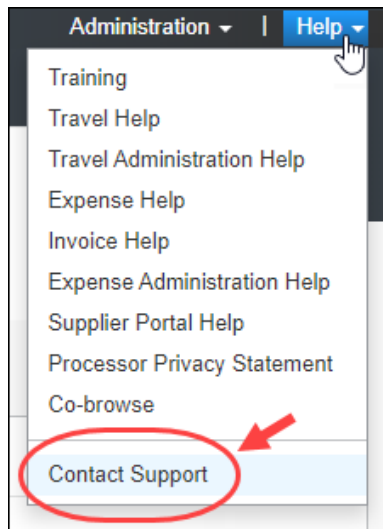 Administration | Help
Training
Travel Help
Travel Administration Help
Expense Help
Invoice Help
Expense Administration Help
Supplier Portal Help
Processor Privacy Statement
Co-browse
Contact Support